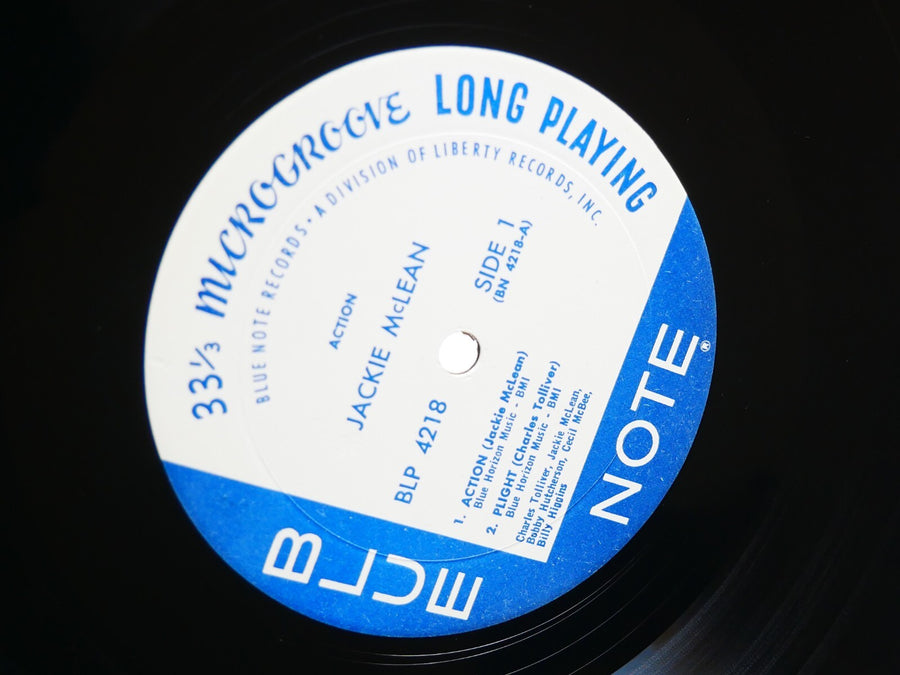 33⅓ MICROGROOVE LONG PLAYING
BLUE NOTE RECORDS • A DIVISION OF LIBERTY RECORDS, INC.
ACTION
JACKIE McLEAN
BLP 4218
SIDE 1
(BN 4218-A)
1. ACTION (Jackie McLean)
Blue Horizon Music - BMI
2. PLIGHT (Charles Tolliver)
Blue Horizon Music - BMI
Charles Tolliver, Jackie McLean,
Bobby Hutcherson, Cecil McBee,
Billy Higgins
BLUE
NOTE®